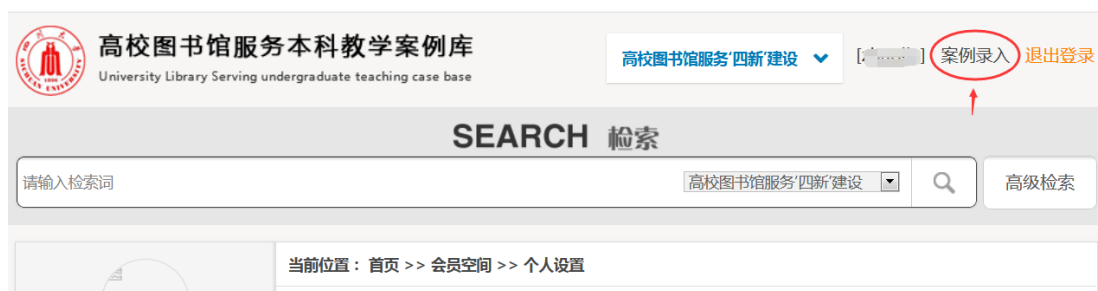 高校图书馆服务本科教学案例库
University Library Serving undergraduate teaching case base
高校图书馆服务‘四新’建设 [ ] 案例录入 退出登录
SEARCH 检索
请输入检索词 高校图书馆服务‘四新’建设 高级检索
当前位置： 首页 >> 会员空间 >> 个人设置